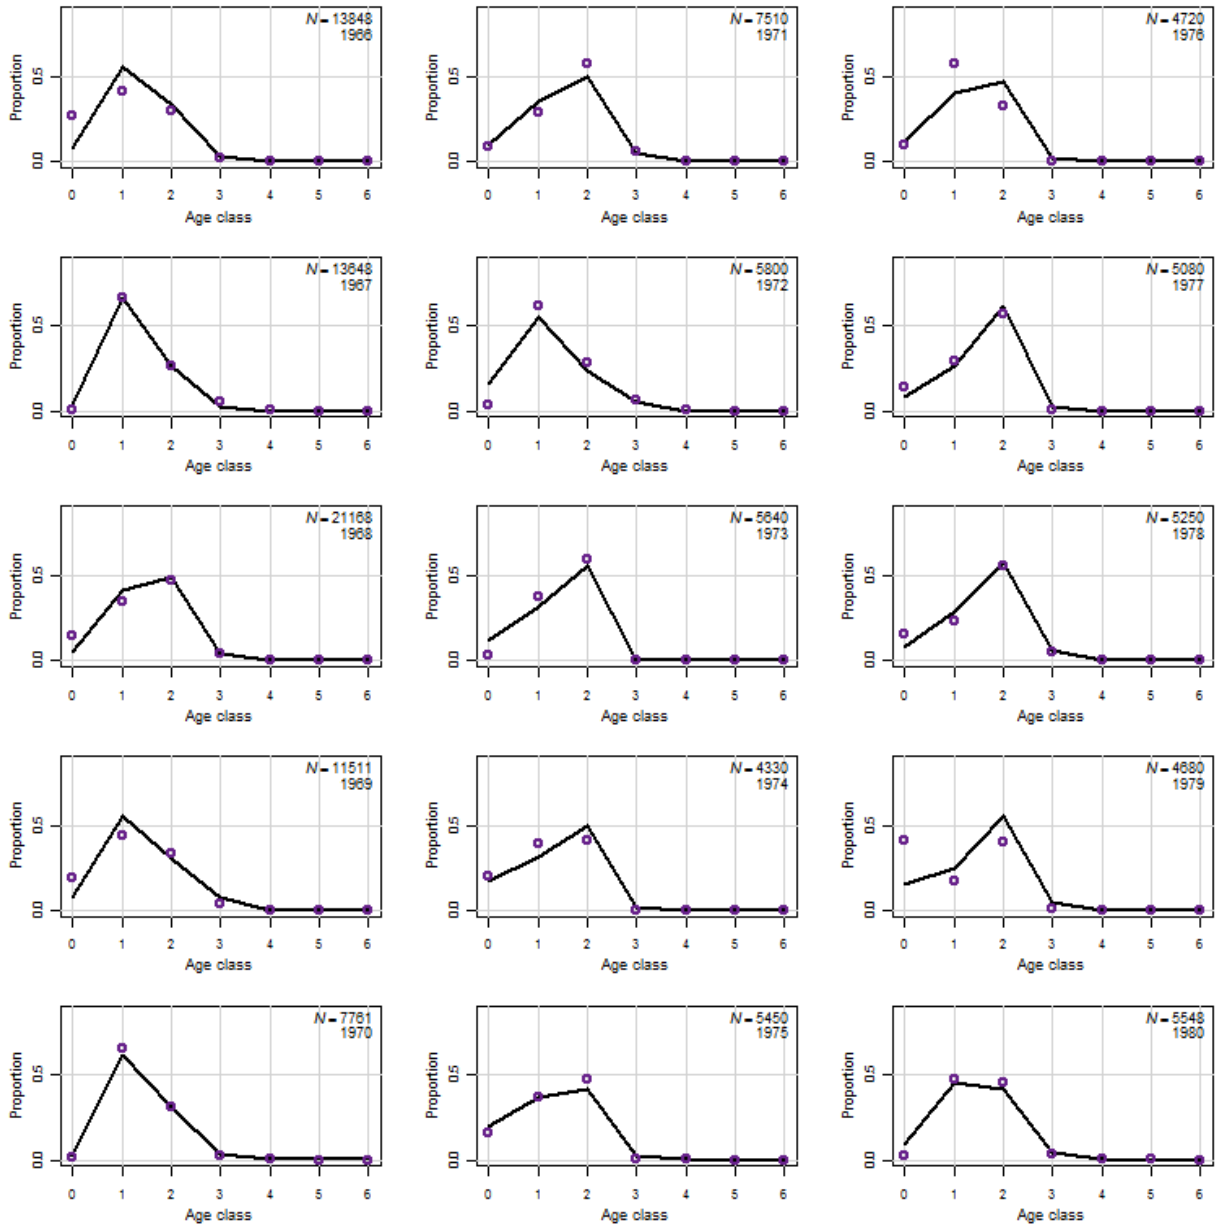 N = 13848
1966
Proportion
0.5
0.0
0 1 2 3 4 5 6
Age class
N = 7510
1971
Proportion
0.5
0.0
0 1 2 3 4 5 6
Age class
N = 4720
1976
Proportion
0.5
0.0
0 1 2 3 4 5 6
Age class
N = 13648
1967
Proportion
0.5
0.0
0 1 2 3 4 5 6
Age class
N = 5800
1972
Proportion
0.5
0.0
0 1 2 3 4 5 6
Age class
N = 5080
1977
Proportion
0.5
0.0
0 1 2 3 4 5 6
Age class
N = 21168
1968
Proportion
0.5
0.0
0 1 2 3 4 5 6
Age class
N = 5640
1973
Proportion
0.5
0.0
0 1 2 3 4 5 6
Age class
N = 5250
1978
Proportion
0.5
0.0
0 1 2 3 4 5 6
Age class
N = 11511
1969
Proportion
0.5
0.0
0 1 2 3 4 5 6
Age class
N = 4330
1974
Proportion
0.5
0.0
0 1 2 3 4 5 6
Age class
N = 4680
1979
Proportion
0.5
0.0
0 1 2 3 4 5 6
Age class
N = 7761
1970
Proportion
0.5
0.0
0 1 2 3 4 5 6
Age class
N = 5450
1975
Proportion
0.5
0.0
0 1 2 3 4 5 6
Age class
N = 5548
1980
Proportion
0.5
0.0
0 1 2 3 4 5 6
Age class